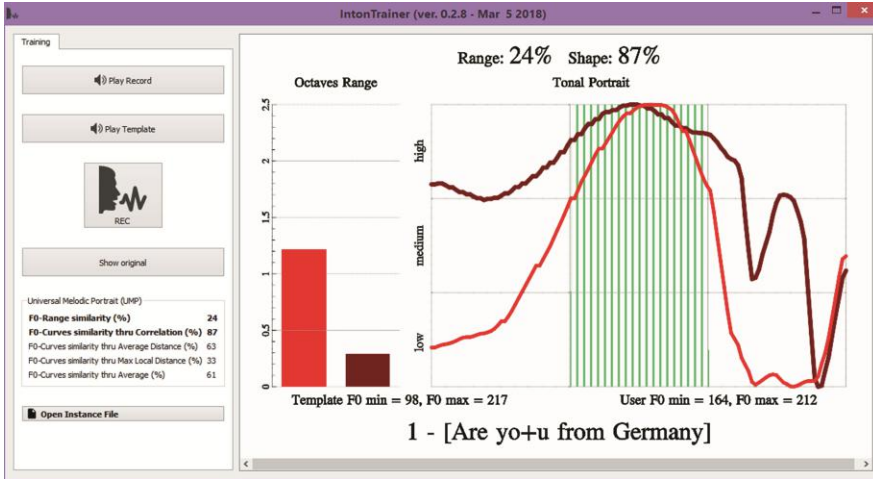 IntonTrainer (ver. 0.2.8 - Mar 5 2018)
Training
Play Record
Play Template
REC
Show original
Universal Melodic Portrait (UMP)
F0-Range similarity (%) 24
F0-Curves similarity thru Correlation (%) 87
F0-Curves similarity thru Average Distance (%) 63
F0-Curves similarity thru Max Local Distance (%) 33
F0-Curves similarity thru Average (%) 61
Open Instance File
Range: 24% Shape: 87%
Octaves Range
Tonal Portrait
2.5
2
1.5
1
0.5
0
high
medium
low
Template F0 min = 98, F0 max = 217
User F0 min = 164, F0 max = 212
1 - [Are yo+u from Germany]